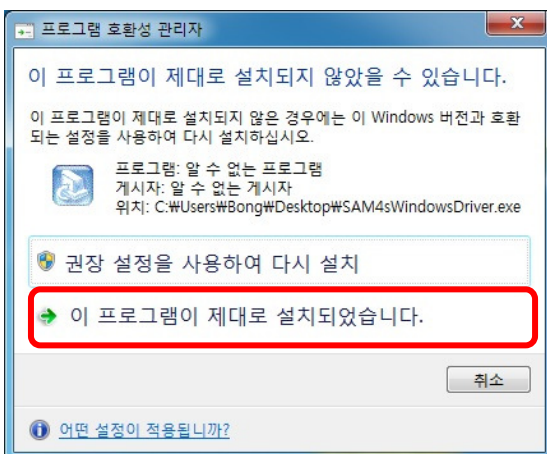 프로그램 호환성 관리자
이 프로그램이 제대로 설치되지 않았을 수 있습니다.
이 프로그램이 제대로 설치되지 않은 경우에는 이 Windows 버전과 호환
되는 설정을 사용하여 다시 설치하십시오.
프로그램: 알 수 없는 프로그램
게시자: 알 수 없는 게시자
위치: C:₩Users₩Bong₩Desktop₩SAM4sWindowsDriver.exe
권장 설정을 사용하여 다시 설치
이 프로그램이 제대로 설치되었습니다.
취소
어떤 설정이 적용됩니까?